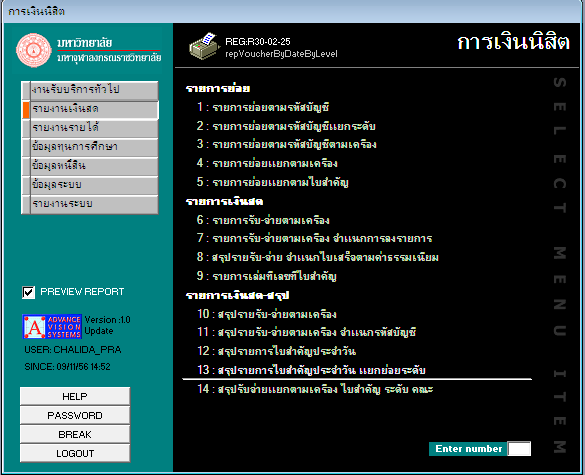 การเงินนิสิต
มหาวิทยาลัย
มหาจุฬาลงกรณราชวิทยาลัย
REG:R30-02-25
repVoucherByDateByLevel
การเงินนิสิต
งานรับบริการทั่วไป
รายงานเงินสด
รายงานรายได้
ข้อมูลทุนการศึกษา
ข้อมูลหนี้สิน
ข้อมูลระบบ
รายงานระบบ
PREVIEW REPORT
A ADVANCE VISION SYSTEMS
Version :1.0
Update
USER: CHALIDA_PRA
SINCE: 09/11/56 14:52
HELP
PASSWORD
BREAK
LOGOUT
รายการย่อย
1 : รายการย่อยตามรหัสบัญชี
2 : รายการย่อยตามรหัสบัญชีแยกระดับ
3 : รายการย่อยตามรหัสบัญชีตามเครื่อง
4 : รายการย่อยแยกตามเครื่อง
5 : รายการย่อยแยกตามใบสำคัญ
รายการเงินสด
6 : รายการรับ-จ่ายตามเครื่อง
7 : รายการรับ-จ่ายตามเครื่อง จำแนกการลงรายการ
8 : สรุปรายรับ-จ่าย จำแนกใบเสร็จตามค่าธรรมเนียม
9 : รายการเล่มที่เลขที่ใบสำคัญ
รายการเงินสด-สรุป
10 : สรุปรายรับ-จ่ายตามเครื่อง
11 : สรุปรายรับ-จ่ายตามเครื่อง จำแนกรหัสบัญชี
12 : สรุปรายการใบสำคัญประจำวัน
13 : สรุปรายการใบสำคัญประจำวัน แยกย่อยระดับ
14 : สรุปรับจ่ายแยกตามเครื่อง ใบสำคัญ ระดับ คณะ
Enter number
SELECT MENU ITEM